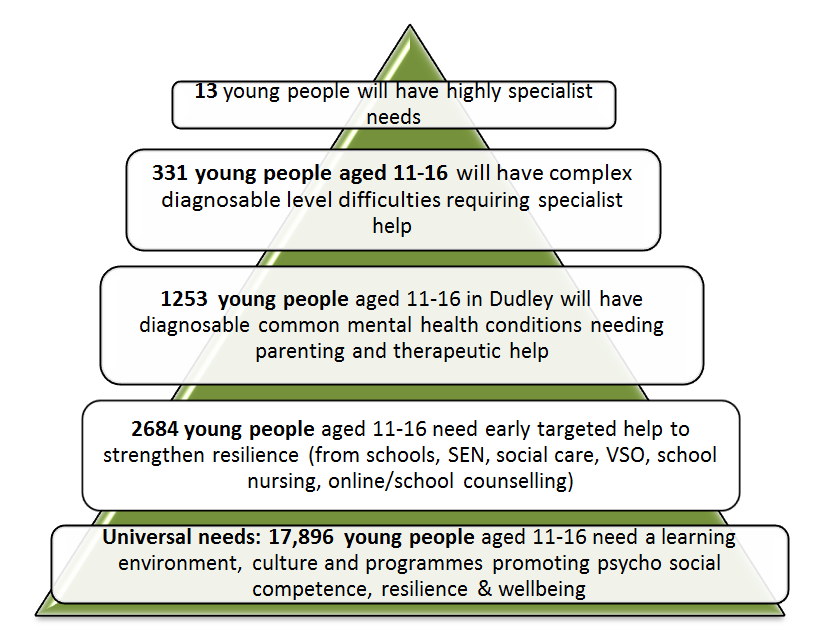 13 young people will have highly specialist
needs
331 young people aged 11-16 will have complex
diagnosable level difficulties requiring specialist
help
1253 young people aged 11-16 in Dudley will have
diagnosable common mental health conditions needing
parenting and therapeutic help
2684 young people aged 11-16 need early targeted help to
strengthen resilience (from schools, SEN, social care, VSO, school
nursing, online/school counselling)
Universal needs: 17,896 young people aged 11-16 need a learning
environment, culture and programmes promoting psycho social
competence, resilience & wellbeing